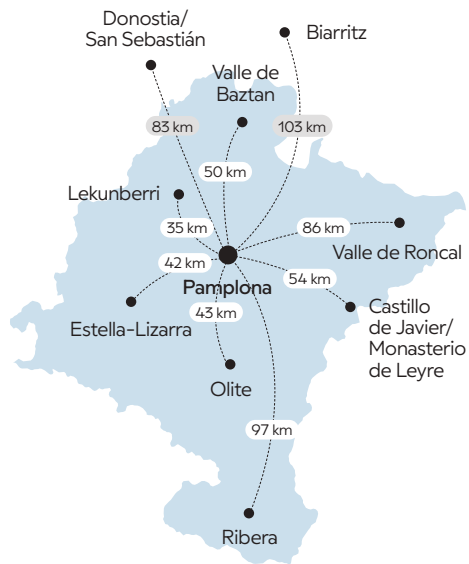 Donostia/
San Sebastián
Biarritz
Valle de
Baztan
83 km
103 km
50 km
Lekunberri
35 km
86 km
Valle de Roncal
42 km
54 km
Pamplona
43 km
Castillo
de Javier/
Monasterio
de Leyre
Estella-Lizarra
Olite
97 km
Ribera